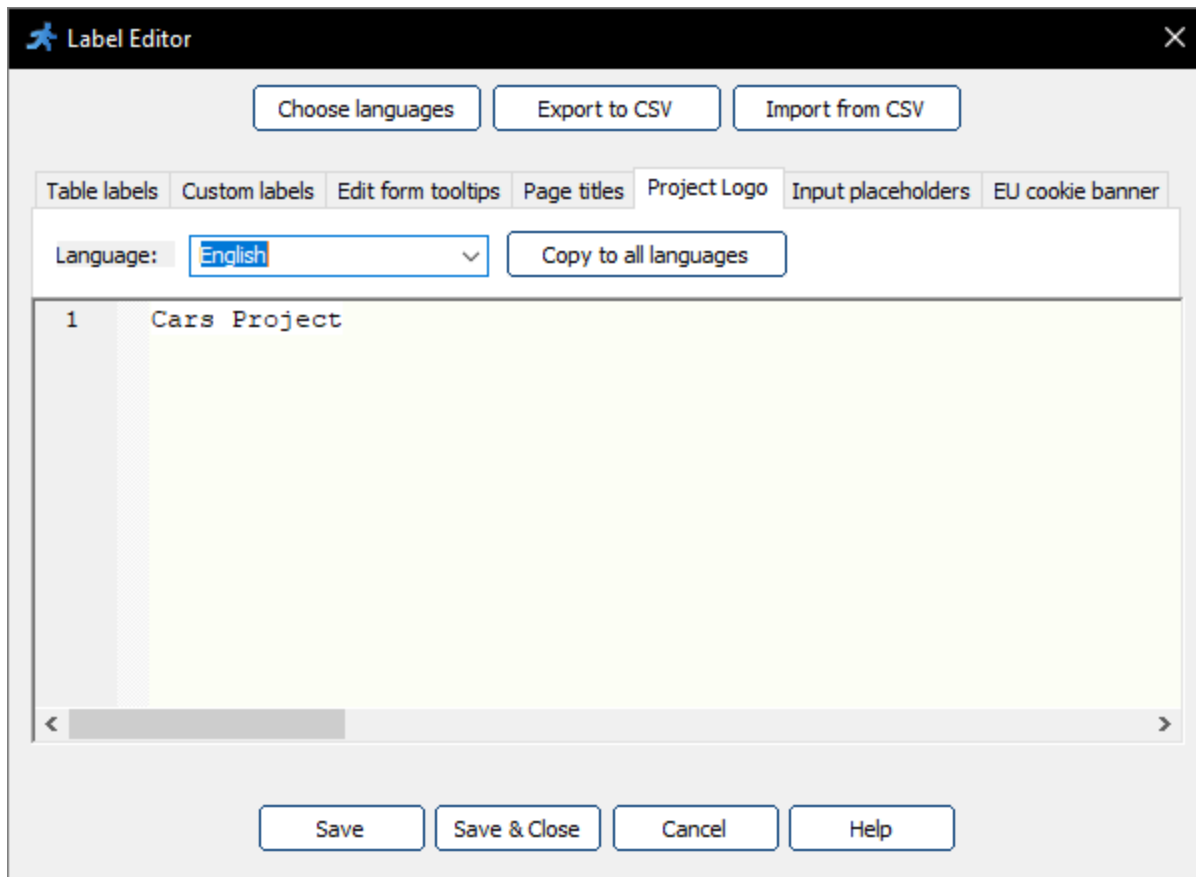 Label Editor
Choose languages Export to CSV Import from CSV
Table labels Custom labels Edit form tooltips Page titles Project Logo Input placeholders EU cookie banner
Language: English Copy to all languages
1 Cars Project
Save Save & Close Cancel Help